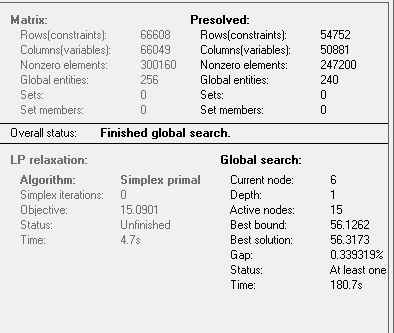 Matrix:
Rows(constraints): 66608
Columns(variables): 66049
Nonzero elements: 300160
Global entities: 256
Sets: 0
Set members: 0
Presolved:
Rows(constraints): 54752
Columns(variables): 50881
Nonzero elements: 247200
Global entities: 240
Sets: 0
Set members: 0
Overall status: Finished global search.
LP relaxation:
Algorithm: Simplex primal
Simplex iterations: 0
Objective: 15.0901
Status: Unfinished
Time: 4.7s
Global search:
Current node: 6
Depth: 1
Active nodes: 15
Best bound: 56.1262
Best solution: 56.3173
Gap: 0.339319%
Status: At least one
Time: 180.7s